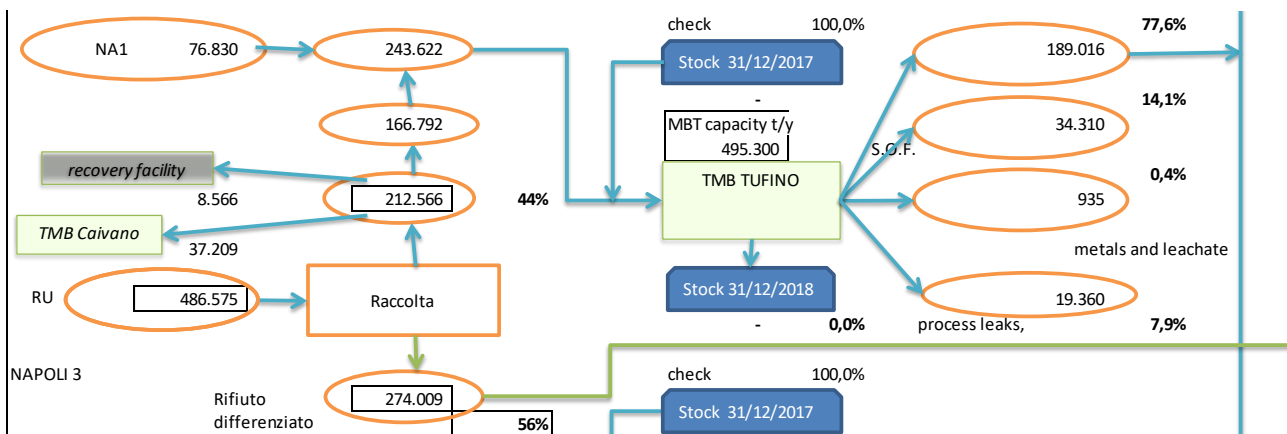 check 100,0% 77,6%
NA1 76.830 243.622 189.016
Stock 31/12/2017
- 14,1%
166.792 MBT capacity t/y 34.310
495.300 S.O.F.
recovery facility TMB TUFINO 0,4%
8.566 212.566 44% 935
TMB Caivano
37.209 metals and leachate
RU 486.575 Raccolta Stock 31/12/2018 19.360
- 0,0% process leaks, 7,9%
NAPOLI 3 check 100,0%
Rifiuto 274.009
differenziato 56% Stock 31/12/2017